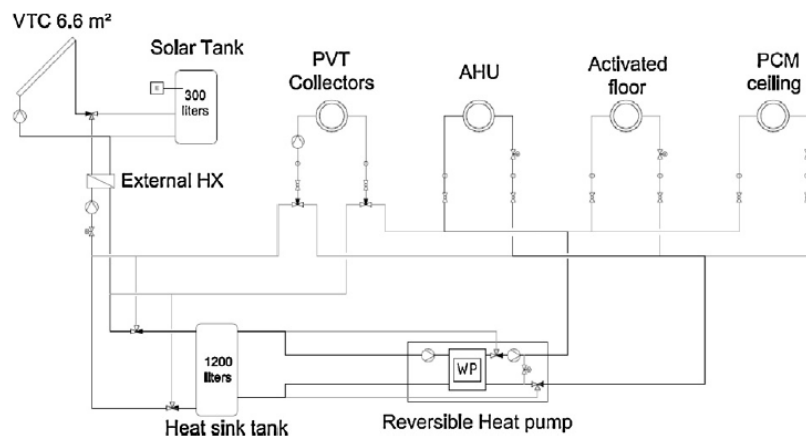 VTC 6.6 m²
Solar Tank
300
liters
PVT
Collectors
AHU
Activated
floor
PCM
ceiling
External HX
1200
liters
WP
Heat sink tank
Reversible Heat pump